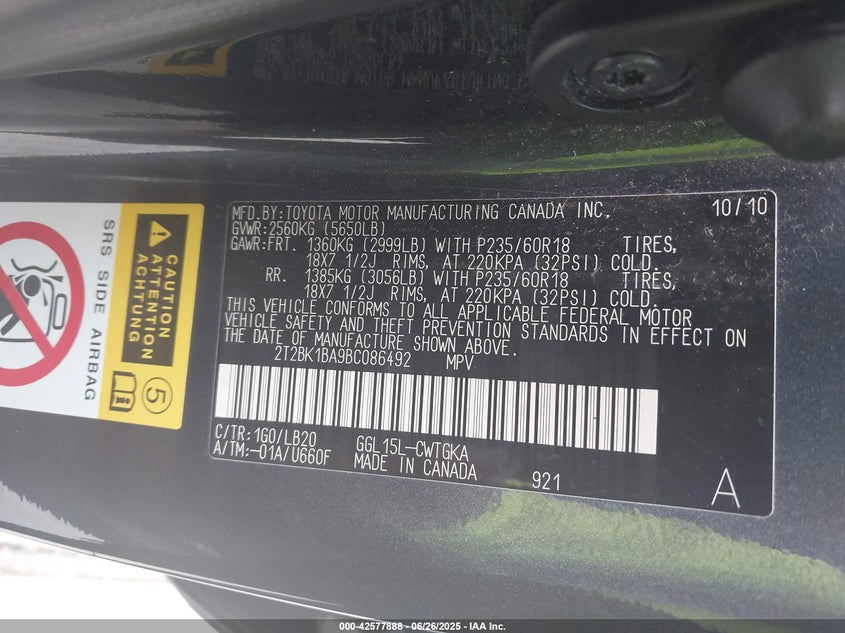 MFD.BY:TOYOTA MOTOR MANUFACTURING CANADA INC. 10/10
GVWR:2560KG (5650LB)
GAWR:FRT. 1360KG (2999LB) WITH P235/60R18 TIRES,
18X7 1/2J RIMS, AT 220KPA (32PSI) COLD.
RR. 1385KG (3056LB) WITH P235/60R18 TIRES,
18X7 1/2J RIMS, AT 220KPA (32PSI) COLD.
THIS VEHICLE CONFORMS TO ALL APPLICABLE FEDERAL MOTOR
VEHICLE SAFETY AND THEFT PREVENTION STANDARDS IN EFFECT ON
THE DATE OF MANUFACTURE SHOWN ABOVE.
2T2BK1BA9BC086492 MPV
C/TR:1G0/LB20 GGL15L-CWTGKA
A/TM:-01A/U660F MADE IN CANADA 921 A
SRS SIDE AIRBAG
CAUTION
ATTENTION
ACHTUNG
5
000-42577888 - 06/26/2025 - IAA Inc.